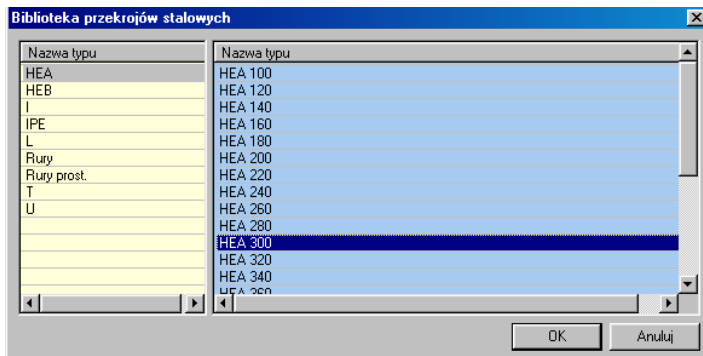 Biblioteka przekrojów stalowych
Nazwa typu
HEA
HEB
I
IPE
L
Rury
Rury prost.
T
U
Nazwa typu
HEA 100
HEA 120
HEA 140
HEA 160
HEA 180
HEA 200
HEA 220
HEA 240
HEA 260
HEA 280
HEA 300
HEA 320
HEA 340
HEA 360
OK
Anuluj